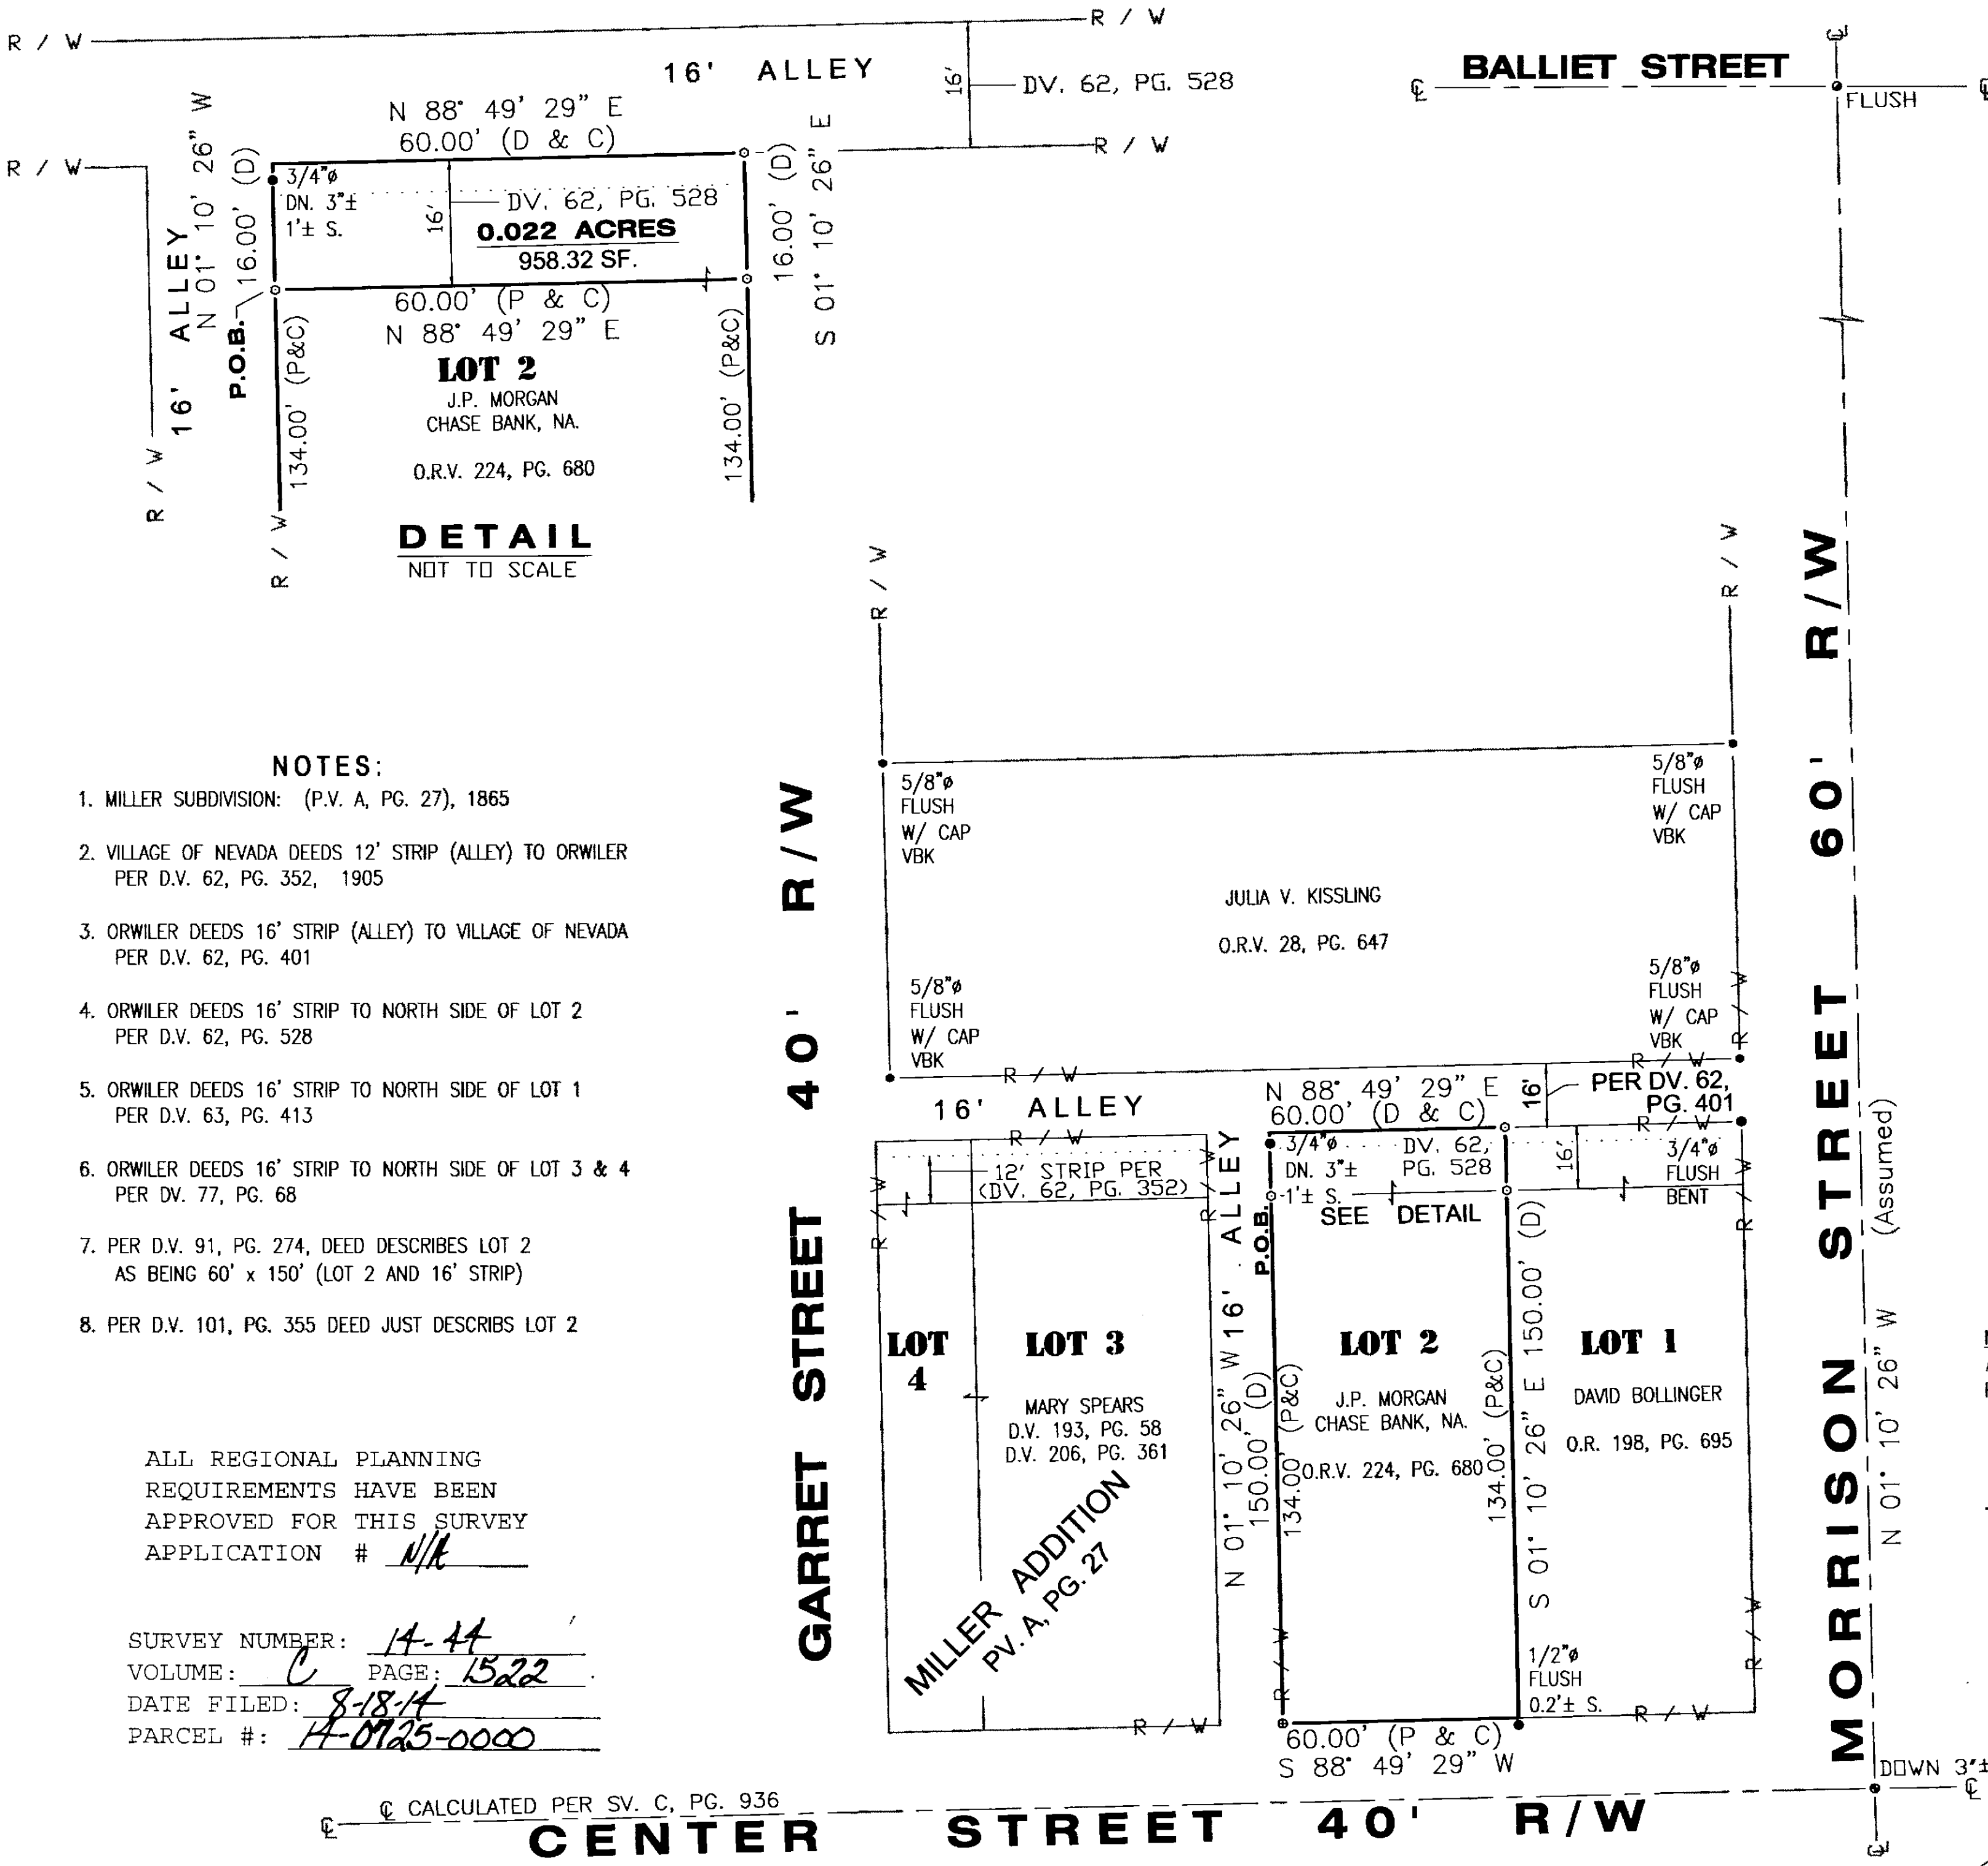 R / W
R / W
16' ALLEY
16'
DV. 62, PG. 528
R / W
R / W
N 88° 49' 29" E
60.00' (D & C)
16' ALLEY
N 01° 10' 26" W
16.00' (D)
3/4"ø
DN. 3"±
1'± S.
16'
DV. 62, PG. 528
0.022 ACRES
958.32 SF.
16.00' (D)
S 01° 10' 26" E
P.O.B.
60.00' (P & C)
N 88° 49' 29" E
134.00' (P&C)
134.00' (P&C)
LOT 2
J.P. MORGAN
CHASE BANK, NA.
O.R.V. 224, PG. 680
R / W
R / W
DETAIL
NOT TO SCALE
BALLIET STREET
FLUSH
NOTES:
1. MILLER SUBDIVISION: (P.V. A, PG. 27), 1865
2. VILLAGE OF NEVADA DEEDS 12' STRIP (ALLEY) TO ORWILER
PER D.V. 62, PG. 352, 1905
3. ORWILER DEEDS 16' STRIP (ALLEY) TO VILLAGE OF NEVADA
PER D.V. 62, PG. 401
4. ORWILER DEEDS 16' STRIP TO NORTH SIDE OF LOT 2
PER D.V. 62, PG. 528
5. ORWILER DEEDS 16' STRIP TO NORTH SIDE OF LOT 1
PER D.V. 63, PG. 413
6. ORWILER DEEDS 16' STRIP TO NORTH SIDE OF LOT 3 & 4
PER DV. 77, PG. 68
7. PER D.V. 91, PG. 274, DEED DESCRIBES LOT 2
AS BEING 60' x 150' (LOT 2 AND 16' STRIP)
8. PER D.V. 101, PG. 355 DEED JUST DESCRIBS LOT 2
ALL REGIONAL PLANNING
REQUIREMENTS HAVE BEEN
APPROVED FOR THIS SURVEY
APPLICATION # N/A
SURVEY NUMBER: 14-44
VOLUME: C PAGE: 1522
DATE FILED: 8-18-14
PARCEL #: 14-0725-0000
GARRET STREET 40' R/W
R / W
R / W
5/8"ø
FLUSH
W/ CAP
VBK
5/8"ø
FLUSH
W/ CAP
VBK
JULIA V. KISSLING
O.R.V. 28, PG. 647
5/8"ø
FLUSH
W/ CAP
VBK
5/8"ø
FLUSH
W/ CAP
VBK
R / W
R / W
R / W
16' ALLEY
N 88° 49' 29" E
60.00' (D & C)
16'
PER DV. 62,
PG. 401
R / W
R / W
12' STRIP PER
(DV. 62, PG. 352)
R / W
R / W
3/4"ø
DN. 3"±
1'± S.
DV. 62,
PG. 528
SEE DETAIL
16'
3/4"ø
FLUSH
BENT
R / W
P.O.B.
16' ALLEY
N 01° 10' 26" W
150.00' (D)
134.00' (P&C)
LOT
4
LOT 3
MARY SPEARS
D.V. 193, PG. 58
D.V. 206, PG. 361
MILLER ADDITION
PV. A, PG. 27
R / W
LOT 2
J.P. MORGAN
CHASE BANK, NA.
O.R.V. 224, PG. 680
134.00' (P&C)
S 01° 10' 26" E 150.00' (D)
LOT 1
DAVID BOLLINGER
O.R. 198, PG. 695
R / W
R / W
1/2"ø
FLUSH
0.2'± S.
R / W
60.00' (P & C)
S 88° 49' 29" W
MORRISON STREET 60' R/W
N 01° 10' 26" W (Assumed)
DOWN 3"±
℄ CALCULATED PER SV. C, PG. 936
CENTER STREET 40' R/W